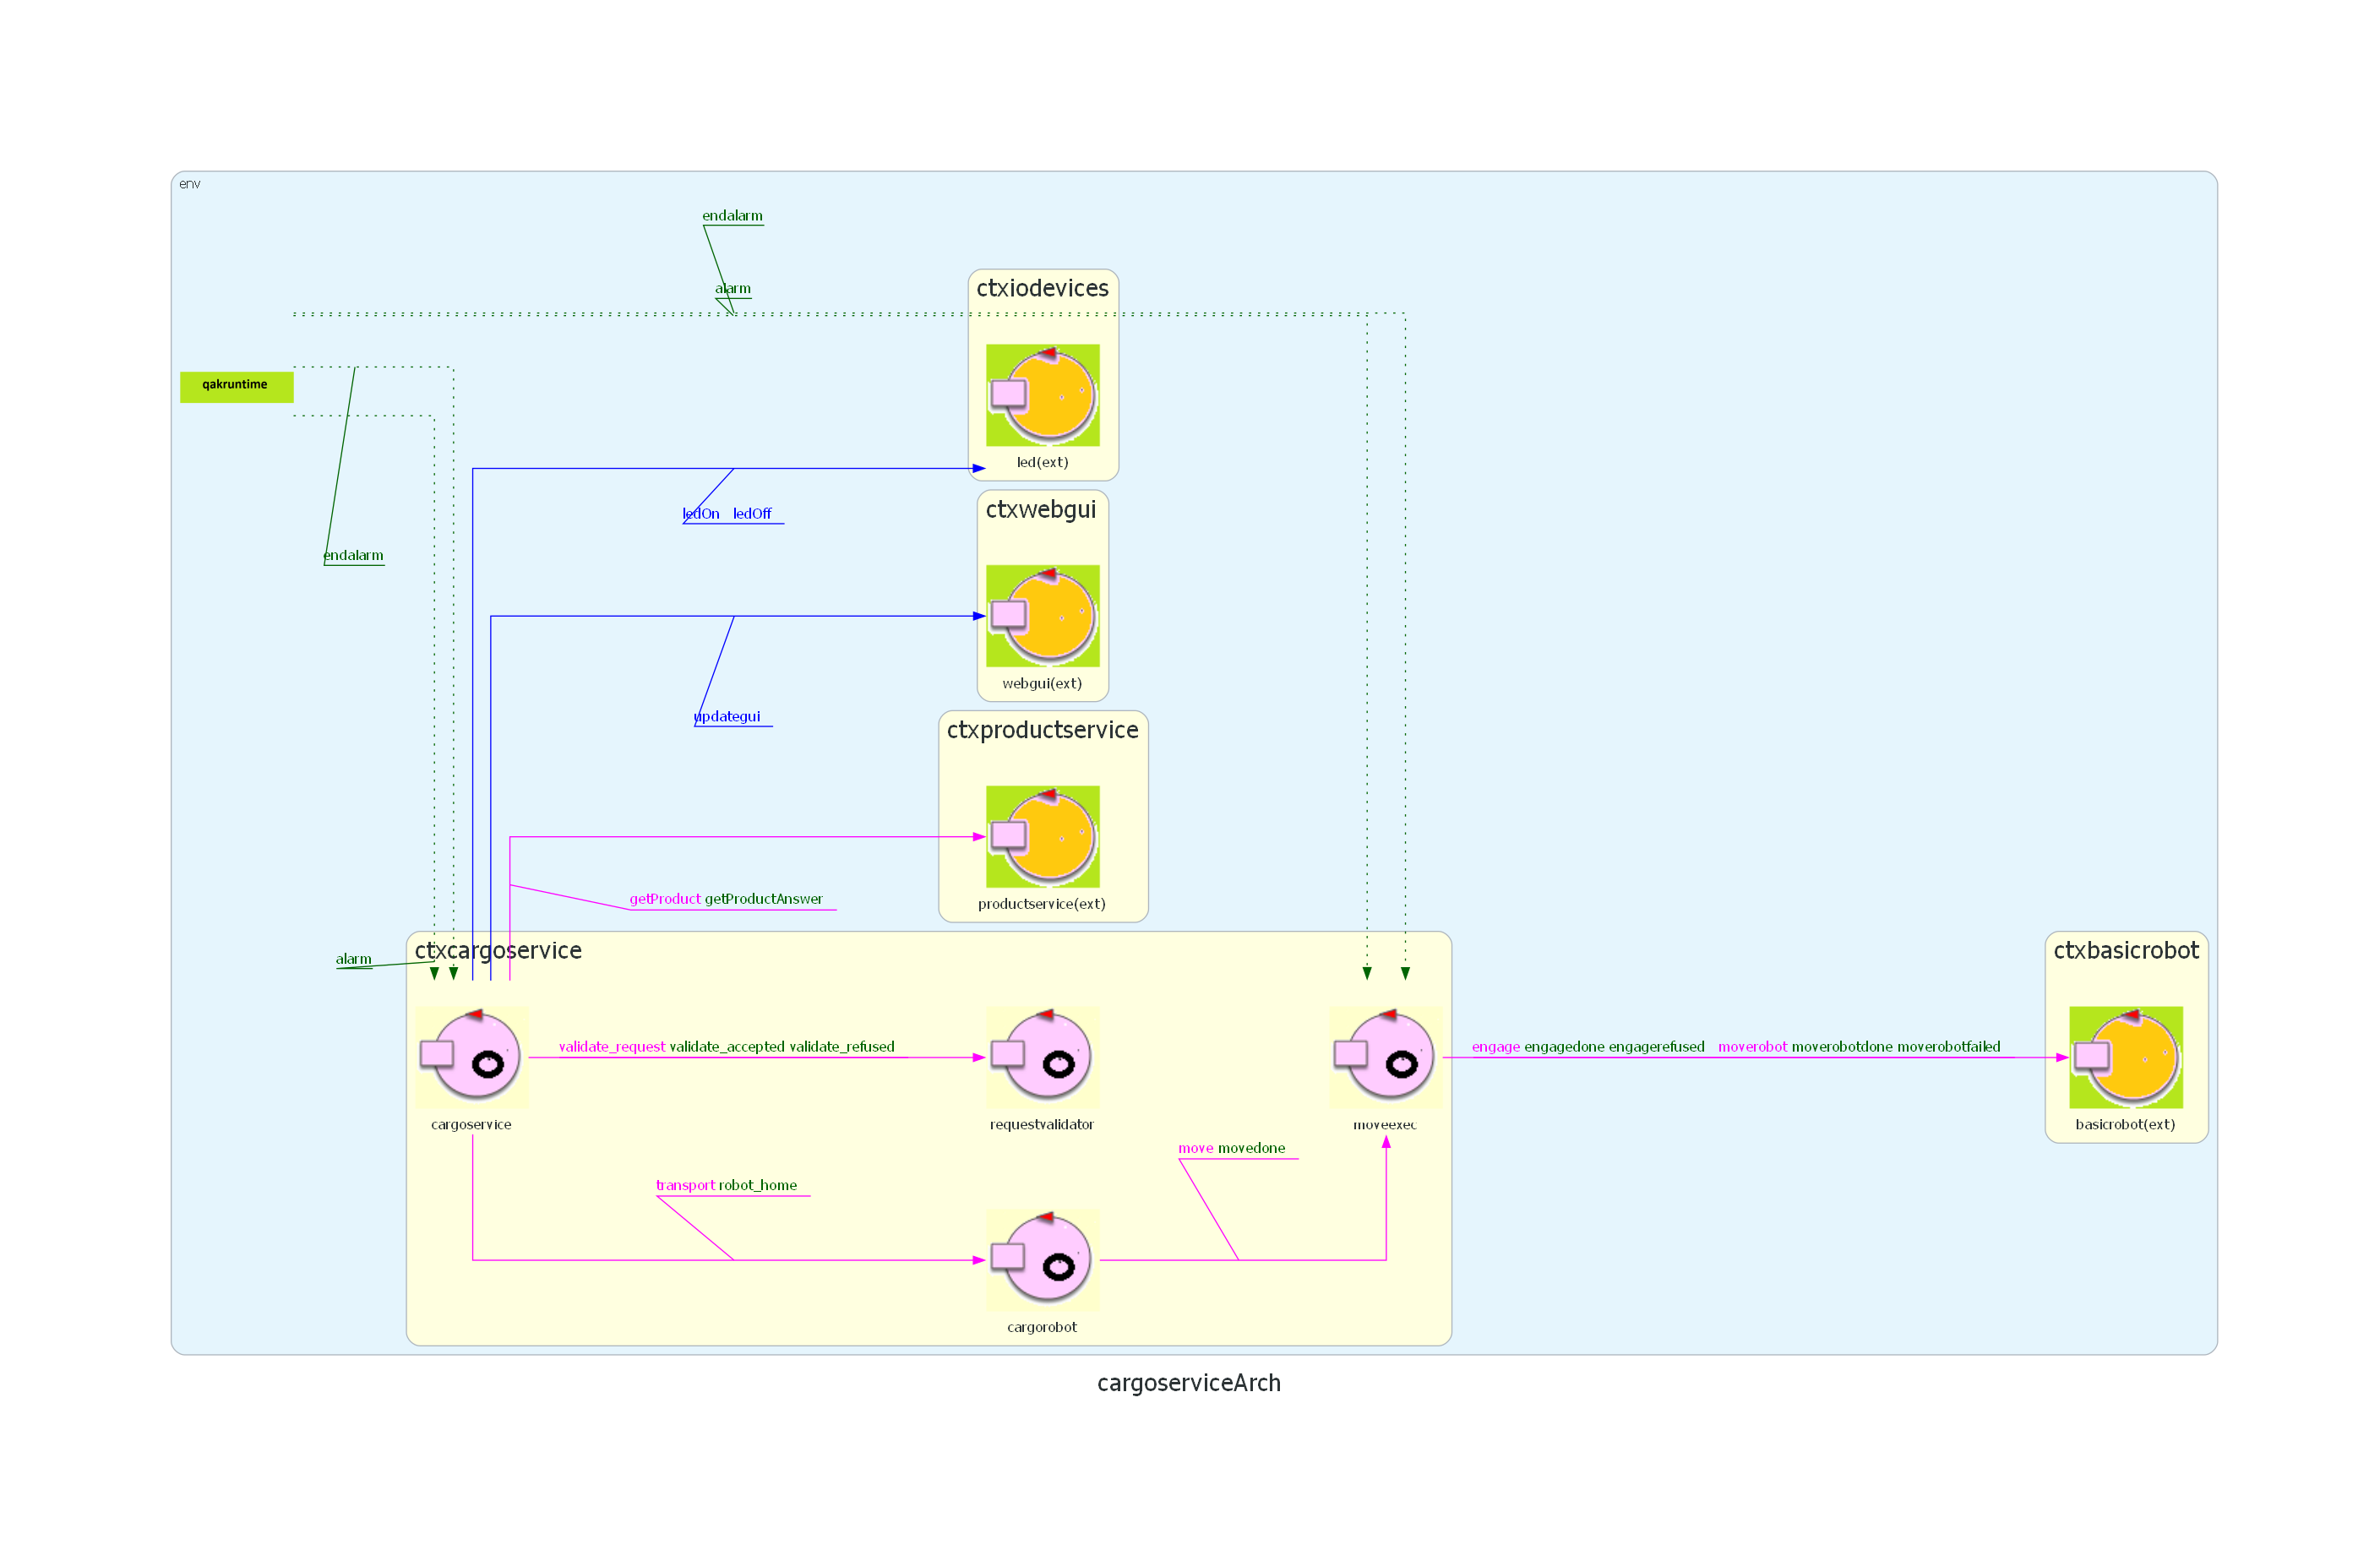 env
endalarm
alarm
ctxiodevices
qakruntime
led(ext)
ledOn ledOff
ctxwebgui
endalarm
webgui(ext)
updategui
ctxproductservice
getProduct getProductAnswer
productservice(ext)
ctxcargoservice
ctxbasicrobot
alarm
validate_request validate_accepted validate_refused
engage engagedone engagerefused moverobot moverobotdone moverobotfailed
cargoservice
requestvalidator
moveexec
basicrobot(ext)
move movedone
transport robot_home
cargorobot
cargoserviceArch